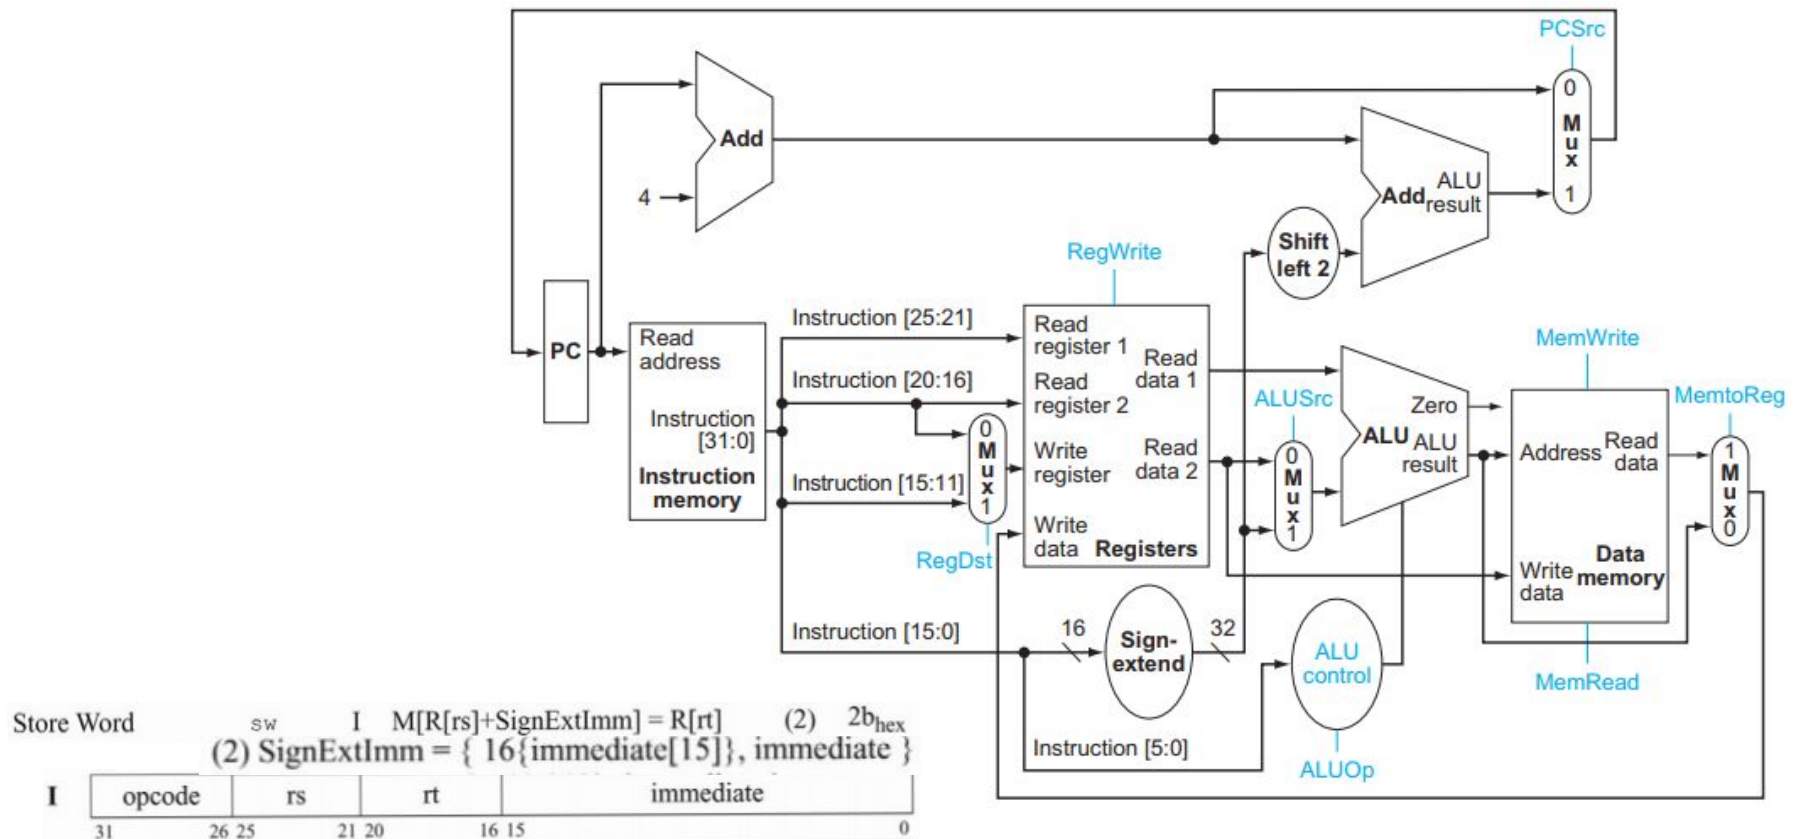 PCSrc
0
M
u
x
1
Add
4
Add ALU
result
Shift
left 2
RegWrite
PC
Read
address
Instruction
[31:0]
Instruction
memory
Instruction [25:21]
Instruction [20:16]
Instruction [15:11]
Instruction [15:0]
0
M
u
x
1
RegDst
Read
register 1
Read
data 1
Read
register 2
Write
register
Read
data 2
Write
data Registers
ALUSrc
0
M
u
x
1
Zero
ALU ALU
result
MemWrite
Address Read
data
Write
data
Data
memory
MemRead
MemtoReg
1
M
u
x
0
16
Sign-
extend
32
ALU
control
Instruction [5:0]
ALUOp
Store Word sw I M[R[rs]+SignExtImm] = R[rt] (2) 2bhex
(2) SignExtImm = { 16{immediate[15]}, immediate }
I opcode rs rt immediate
31 26 25 21 20 16 15 0